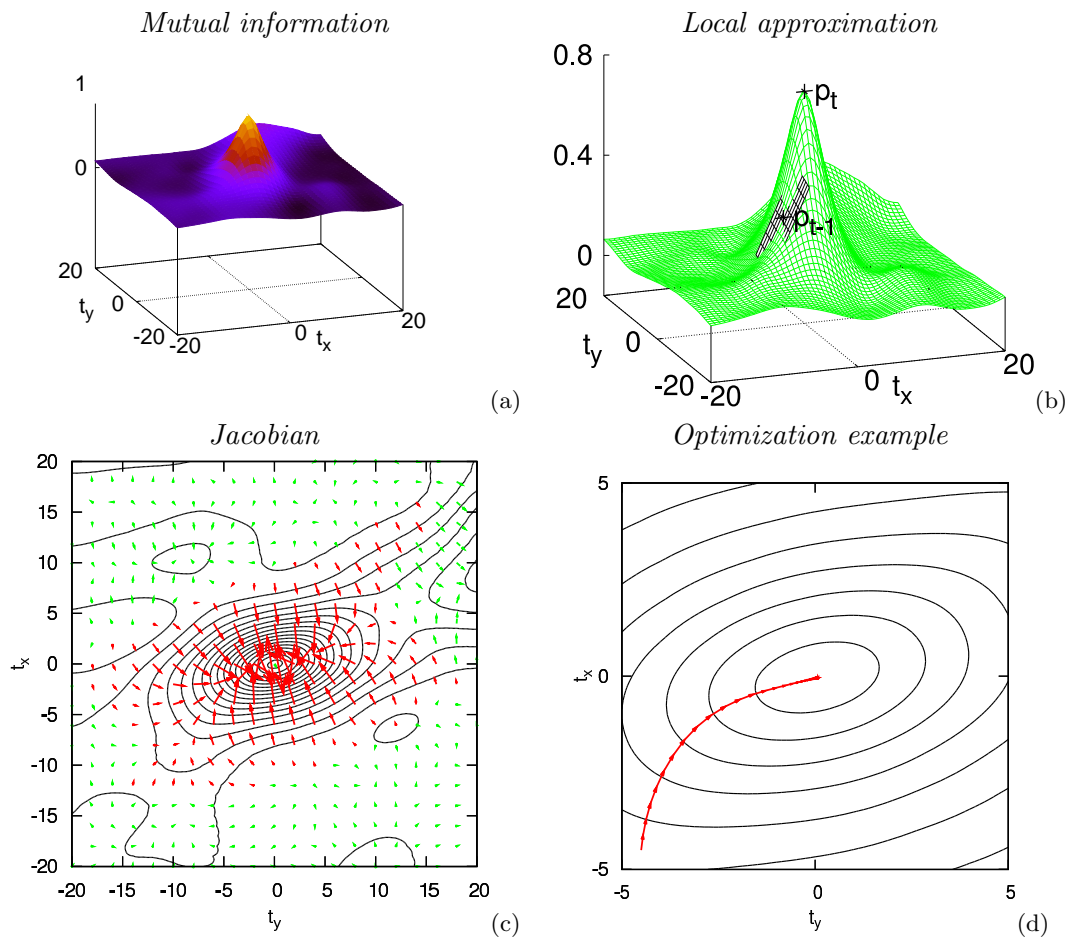 Mutual information
1
0
20
t_y
0
-20
-20
0
t_x
20
(a)
Local approximation
0.8
0.4
0
p_t
p_{t-1}
20
t_y
0
-20
-20
0
t_x
20
(b)
Jacobian
20
15
10
5
t_x
0
-5
-10
-15
-20
-20 -15 -10 -5 0 5 10 15 20
t_y
(c)
Optimization example
5
t_x
0
-5
-5 0 5
t_y
(d)